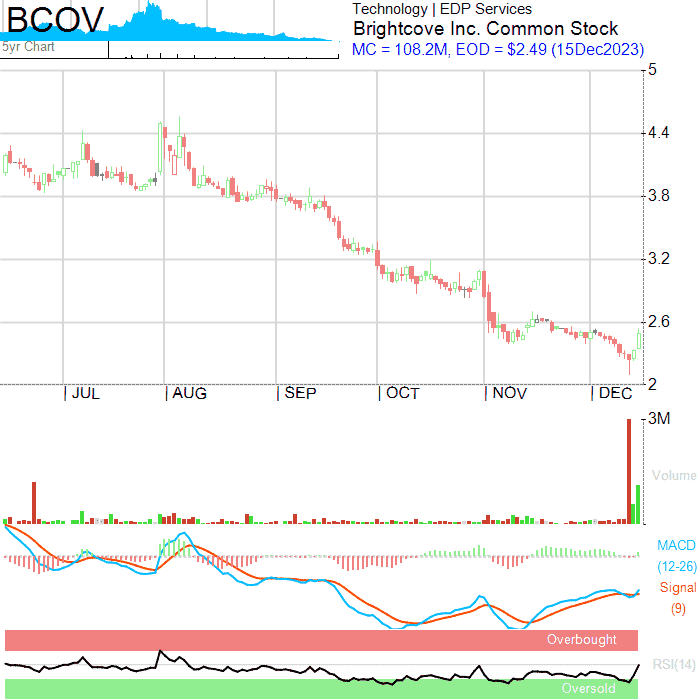 BCOV
5yr Chart
Technology | EDP Services
Brightcove Inc. Common Stock
MC = 108.2M, EOD = $2.49 (15Dec2023)
5
4.4
3.8
3.2
2.6
2
JUL AUG SEP OCT NOV DEC
3M
Volume
MACD
(12-26)
Signal
(9)
Overbought
RSI(14)
Oversold